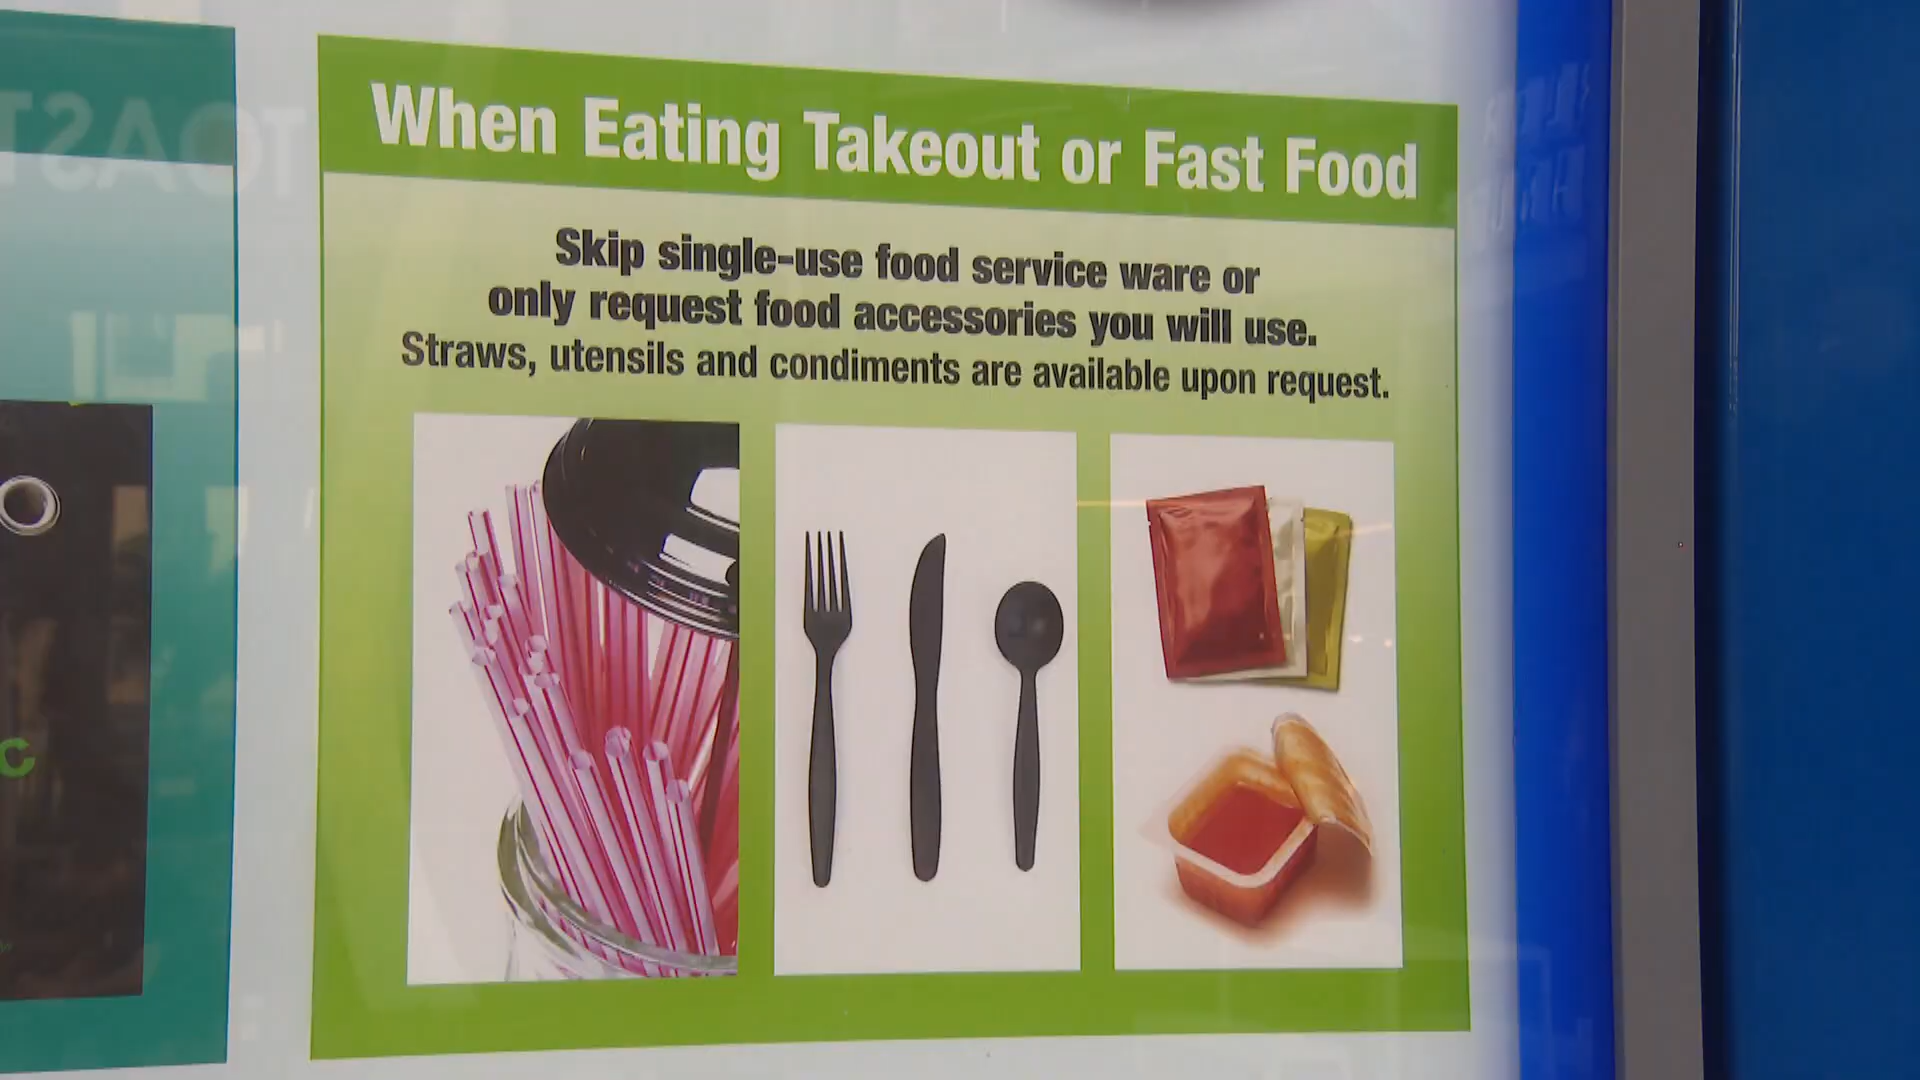 When Eating Takeout or Fast Food
Skip single-use food service ware or
only request food accessories you will use.
Straws, utensils and condiments are available upon request.
TOAST